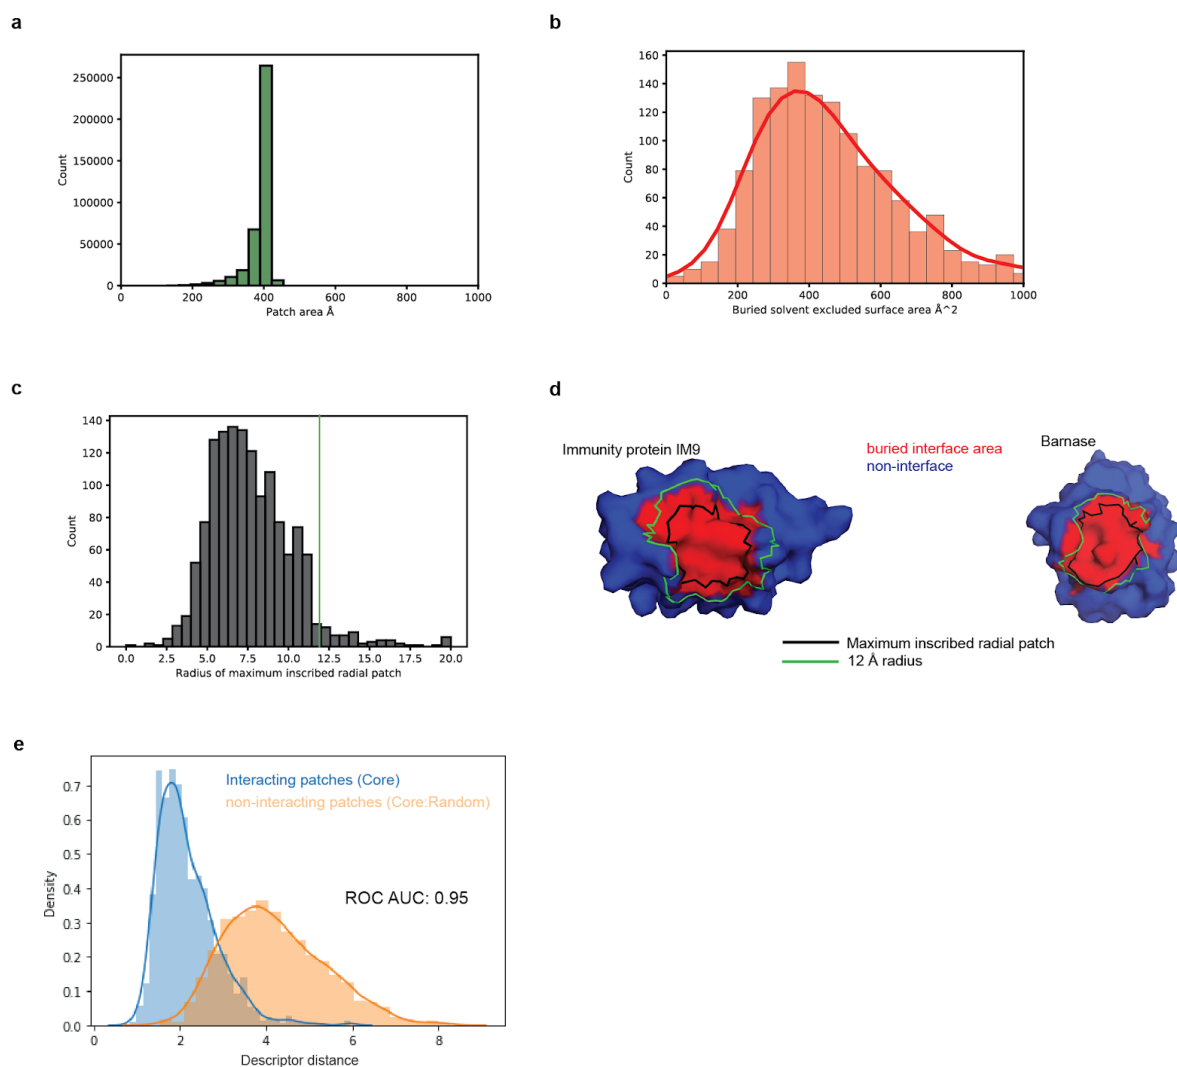 a
250000
200000
150000
100000
50000
0
Count
0 200 400 600 800 1000
Patch area Å
b
160
140
120
100
80
60
40
20
0
Count
0 200 400 600 800 1000
Buried solvent excluded surface area Å^2
c
140
120
100
80
60
40
20
0
Count
0.0 2.5 5.0 7.5 10.0 12.5 15.0 17.5 20.0
Radius of maximum inscribed radial patch
d
Immunity protein IM9
buried interface area
non-interface
Barnase
Maximum inscribed radial patch
12 Å radius
e
0.7
0.6
0.5
0.4
0.3
0.2
0.1
0.0
Density
Interacting patches (Core)
non-interacting patches (Core:Random)
ROC AUC: 0.95
0 2 4 6 8
Descriptor distance